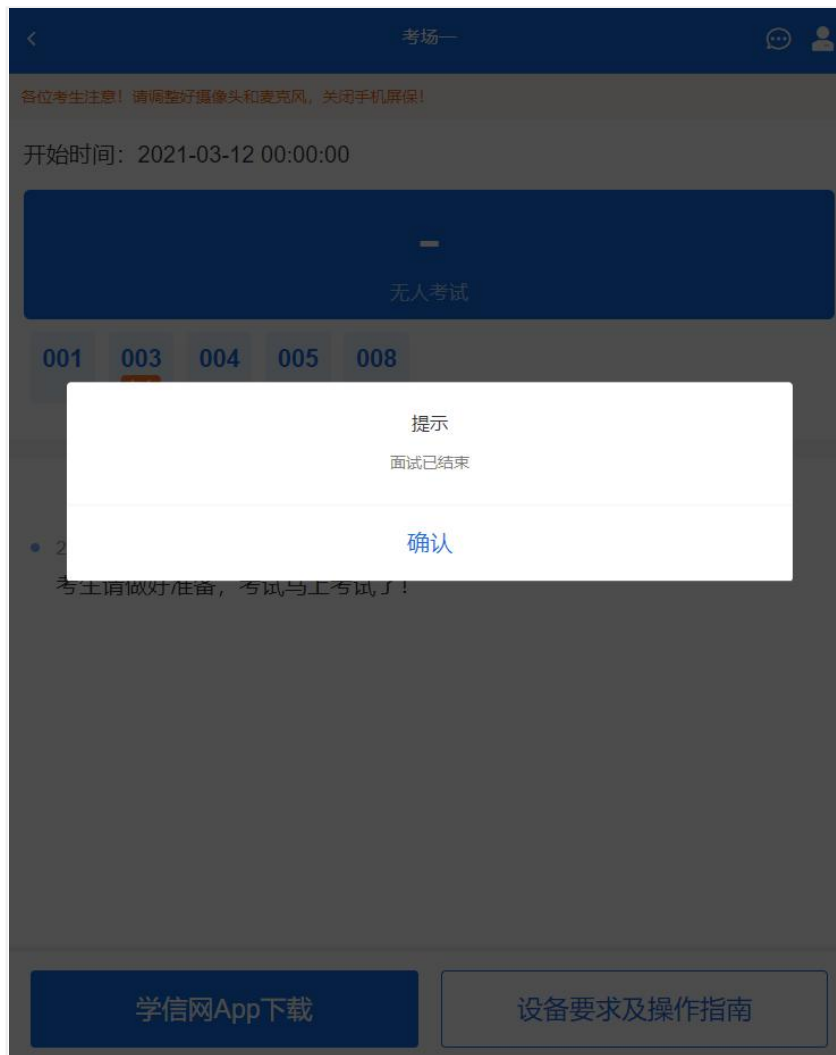 考场一
各位考生注意！请调整好摄像头和麦克风，关闭手机屏保！
开始时间：2021-03-12 00:00:00
-
无人考试
001 003 004 005 008
提示
面试已结束
确认
2
考生请做好准备，考试马上考试了！
学信网App下载
设备要求及操作指南